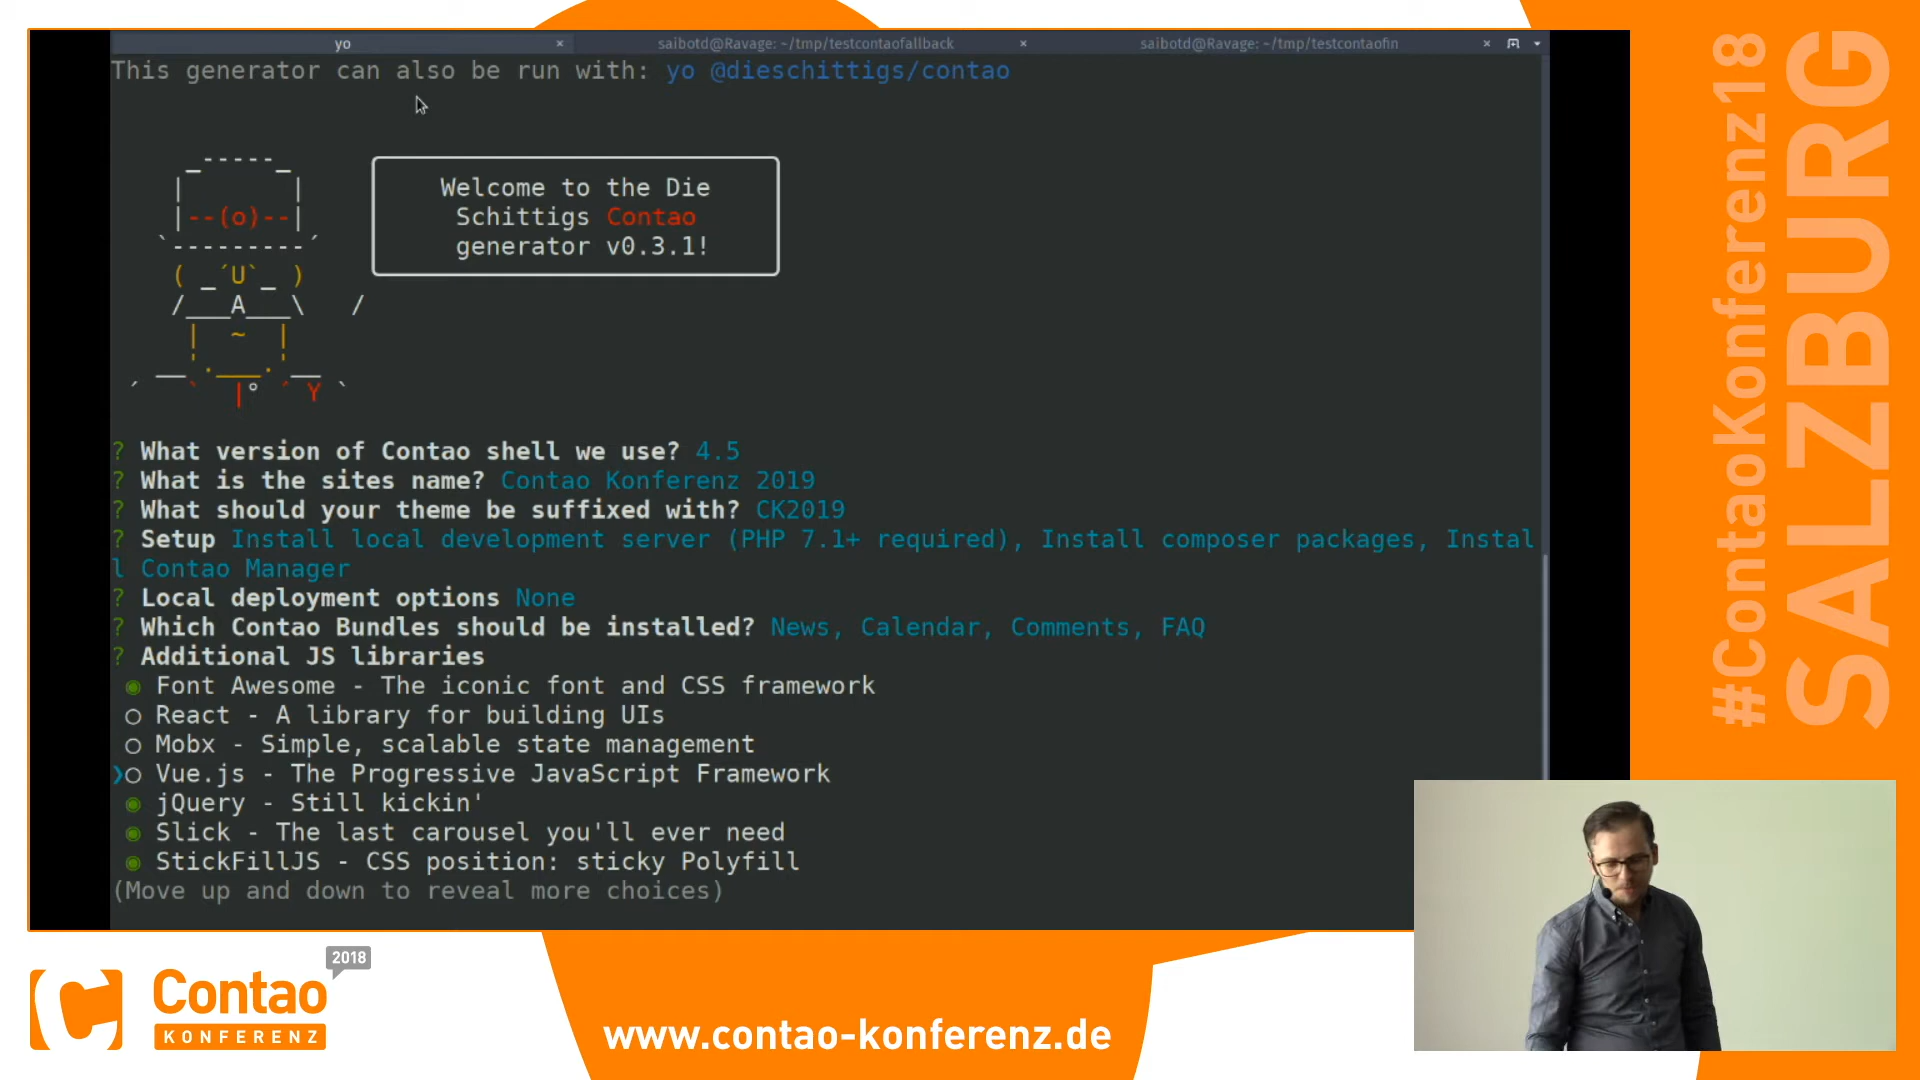 yo × saibotd@Ravage: ~/tmp/testcontaofallback × saibotd@Ravage: ~/tmp/testcontaofin ×
This generator can also be run with: yo @dieschittigs/contao
Welcome to the Die
Schittigs Contao
generator v0.3.1!
? What version of Contao shell we use? 4.5
? What is the sites name? Contao Konferenz 2019
? What should your theme be suffixed with? CK2019
? Setup Install local development server (PHP 7.1+ required), Install composer packages, Instal
l Contao Manager
? Local deployment options None
? Which Contao Bundles should be installed? News, Calendar, Comments, FAQ
? Additional JS libraries
◉ Font Awesome - The iconic font and CSS framework
○ React - A library for building UIs
○ Mobx - Simple, scalable state management
❯○ Vue.js - The Progressive JavaScript Framework
◉ jQuery - Still kickin'
◉ Slick - The last carousel you'll ever need
◉ StickFillJS - CSS position: sticky Polyfill
(Move up and down to reveal more choices)
#ContaoKonferenz18
SALZBURG
2018
Contao
KONFERENZ
www.contao-konferenz.de